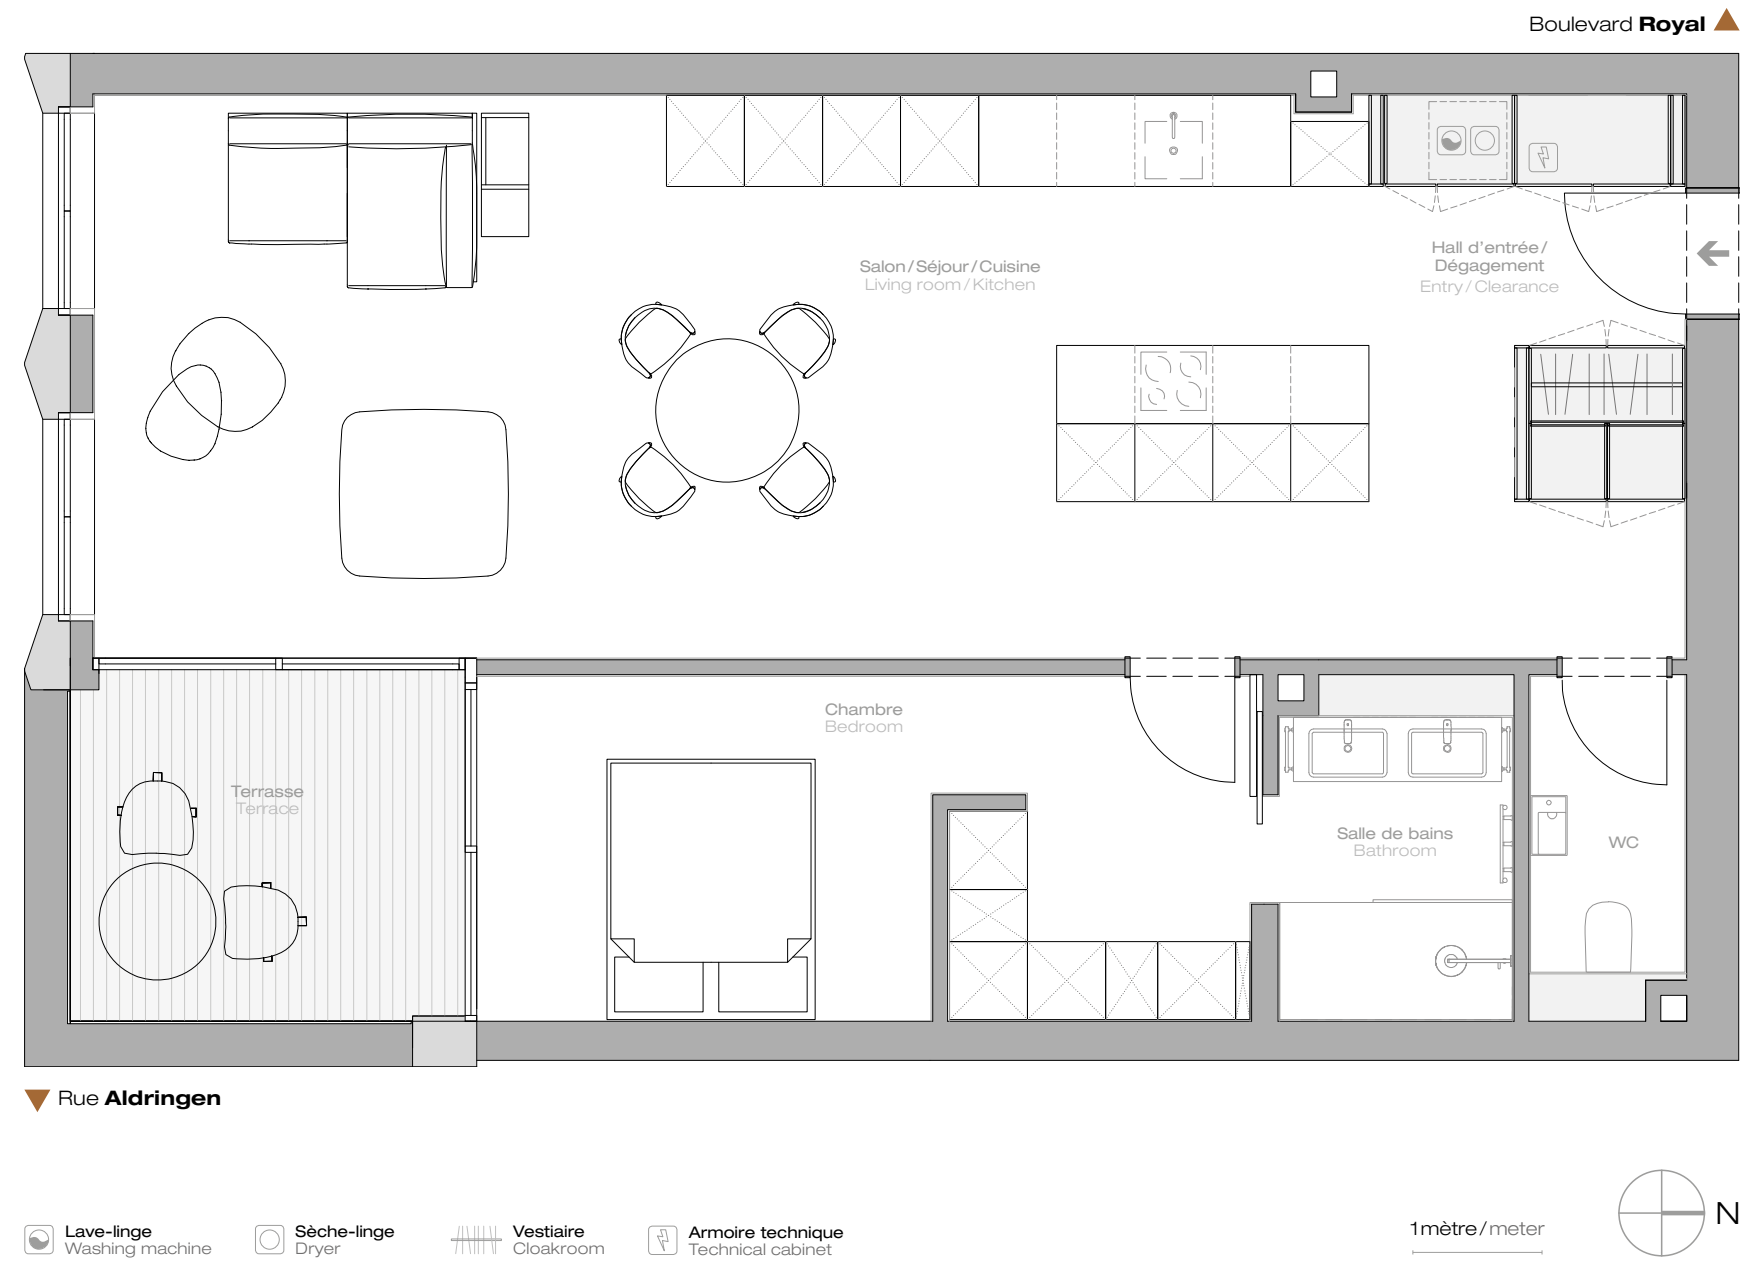 Boulevard Royal
Salon/Séjour/Cuisine
Living room/Kitchen
Hall d'entrée/
Dégagement
Entry/Clearance
Chambre
Bedroom
Terrasse
Terrace
Salle de bains
Bathroom
WC
Rue Aldringen
Lave-linge
Washing machine
Sèche-linge
Dryer
Vestiaire
Cloakroom
Armoire technique
Technical cabinet
1 mètre/meter
N